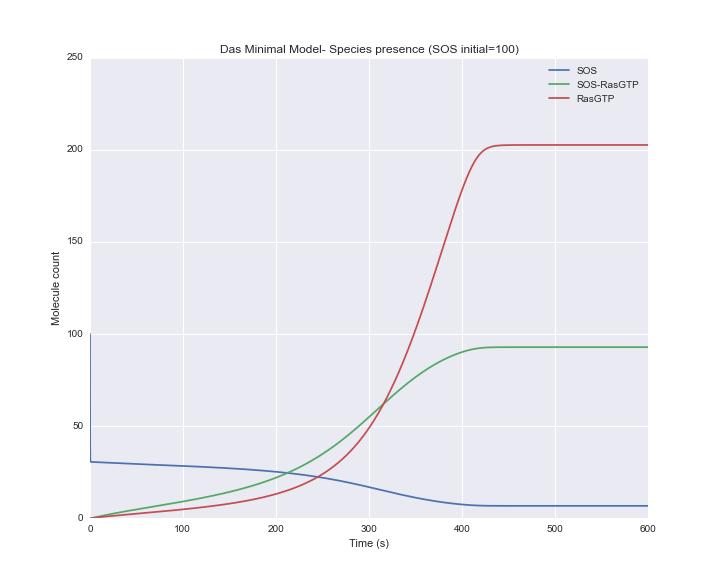 Das Minimal Model- Species presence (SOS initial=100)
250
200
150
100
50
0
Molecule count
SOS
SOS-RasGTP
RasGTP
0 100 200 300 400 500 600
Time (s)